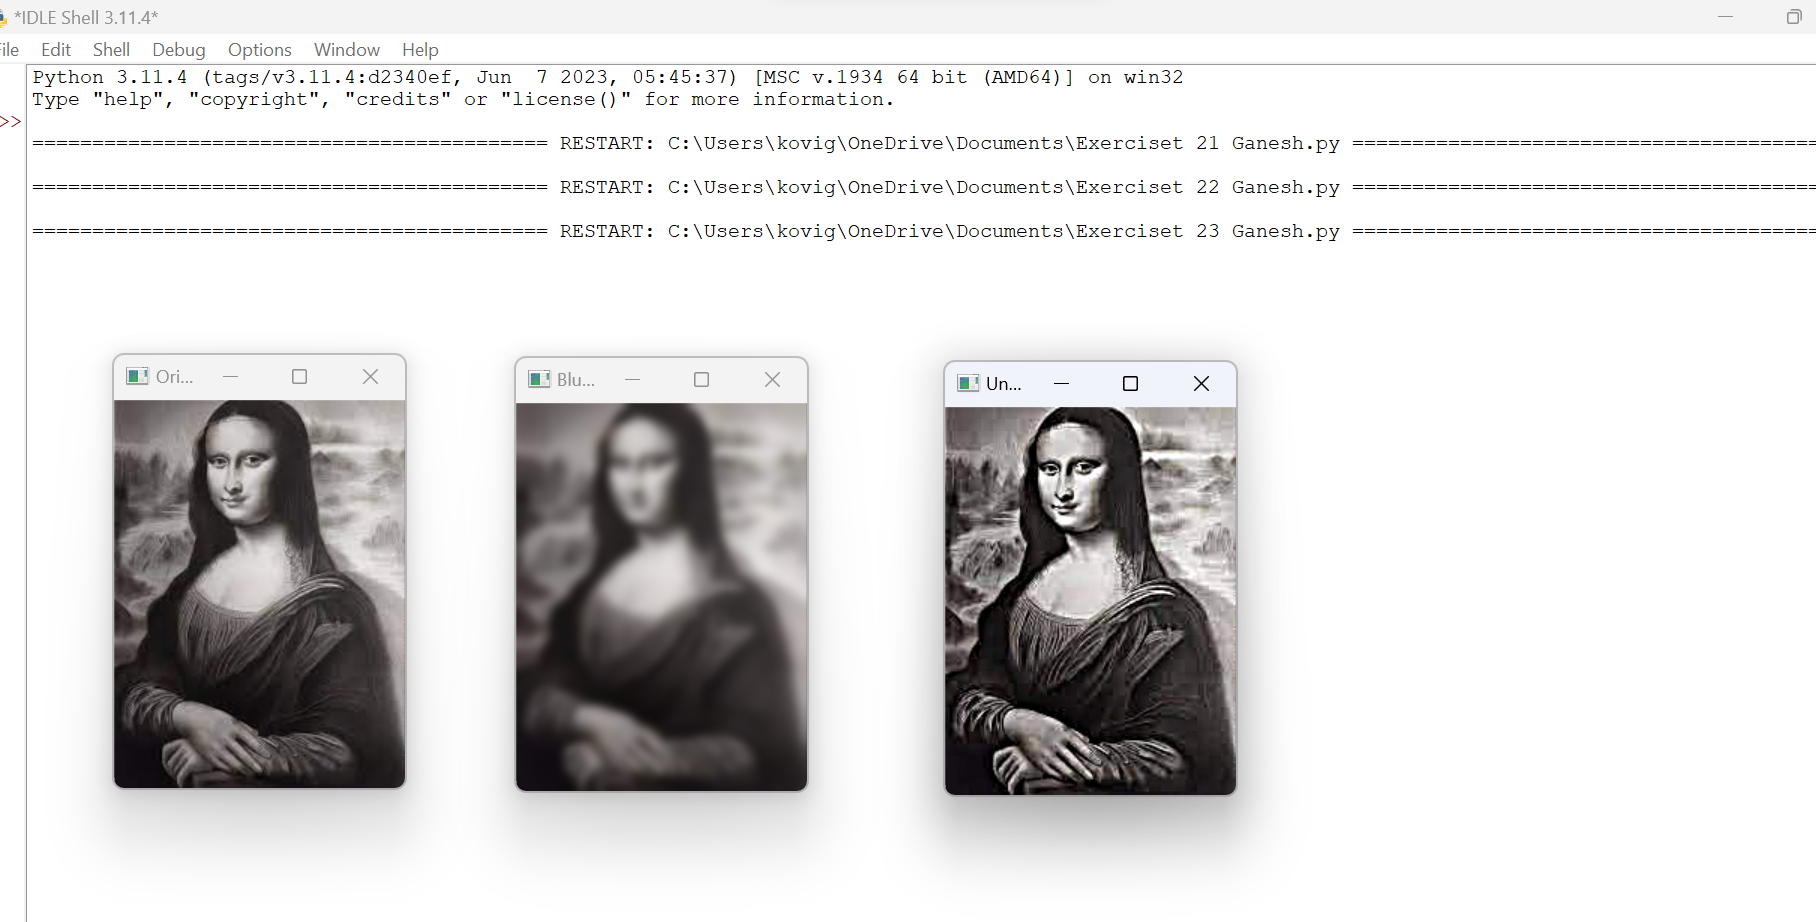 *IDLE Shell 3.11.4*
File Edit Shell Debug Options Window Help
Python 3.11.4 (tags/v3.11.4:d2340ef, Jun  7 2023, 05:45:37) [MSC v.1934 64 bit (AMD64)] on win32
Type "help", "copyright", "credits" or "license()" for more information.
>>
=========================================== RESTART: C:\Users\kovig\OneDrive\Documents\Exerciset 21 Ganesh.py =======================================
=========================================== RESTART: C:\Users\kovig\OneDrive\Documents\Exerciset 22 Ganesh.py =======================================
=========================================== RESTART: C:\Users\kovig\OneDrive\Documents\Exerciset 23 Ganesh.py =======================================
Ori...
Blu...
Un...